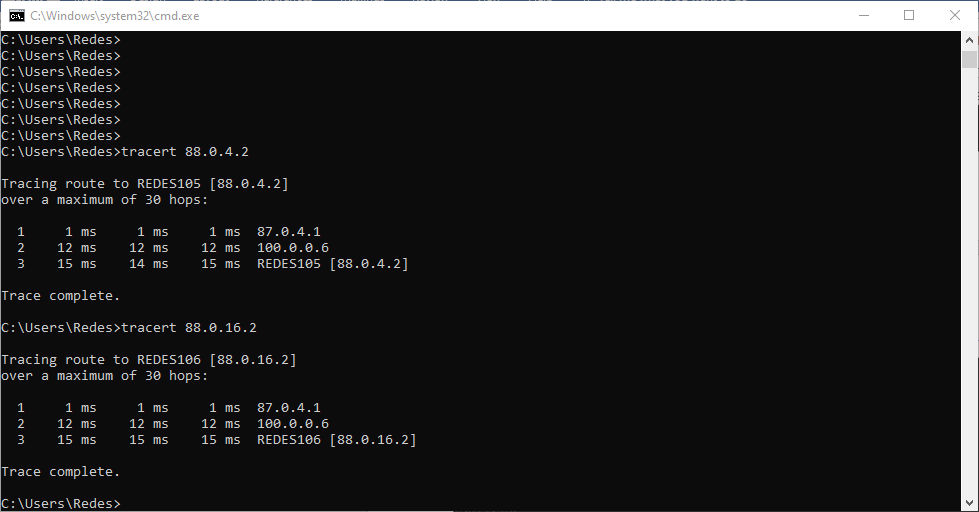 C:\Windows\system32\cmd.exe
C:\Users\Redes>
C:\Users\Redes>
C:\Users\Redes>
C:\Users\Redes>
C:\Users\Redes>
C:\Users\Redes>
C:\Users\Redes>
C:\Users\Redes>tracert 88.0.4.2
Tracing route to REDES105 [88.0.4.2]
over a maximum of 30 hops:
1 1 ms 1 ms 1 ms 87.0.4.1
2 12 ms 12 ms 12 ms 100.0.0.6
3 15 ms 14 ms 15 ms REDES105 [88.0.4.2]
Trace complete.
C:\Users\Redes>tracert 88.0.16.2
Tracing route to REDES106 [88.0.16.2]
over a maximum of 30 hops:
1 1 ms 1 ms 1 ms 87.0.4.1
2 12 ms 12 ms 12 ms 100.0.0.6
3 15 ms 15 ms 15 ms REDES106 [88.0.16.2]
Trace complete.
C:\Users\Redes>